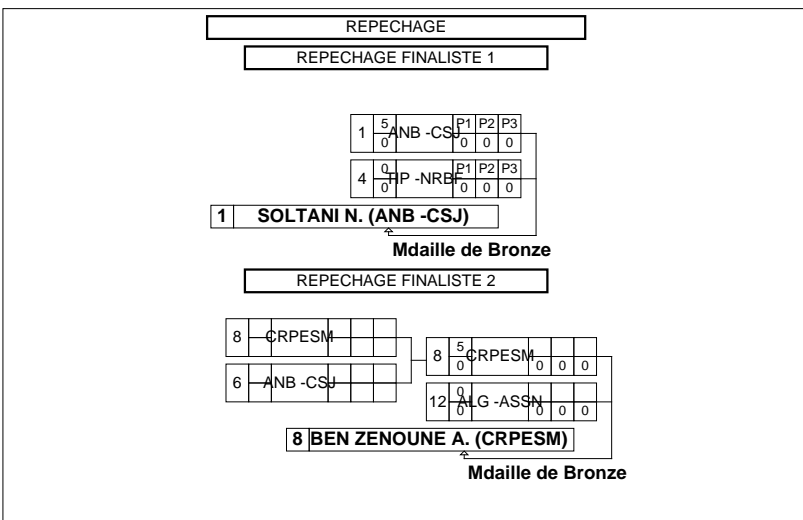 REPECHAGE
REPECHAGE FINALISTE 1
1 5 ANB -CSJ P1 P2 P3
0 0 0 0
4 0 TIP -NRBF P1 P2 P3
0 0 0 0
1 SOLTANI N. (ANB -CSJ)
Mdaille de Bronze
REPECHAGE FINALISTE 2
8 CRPESM
6 ANB -CSJ
8 5 CRPESM
0 0 0 0
12 0 ALG -ASSN
0 0 0 0
8 BEN ZENOUNE A. (CRPESM)
Mdaille de Bronze